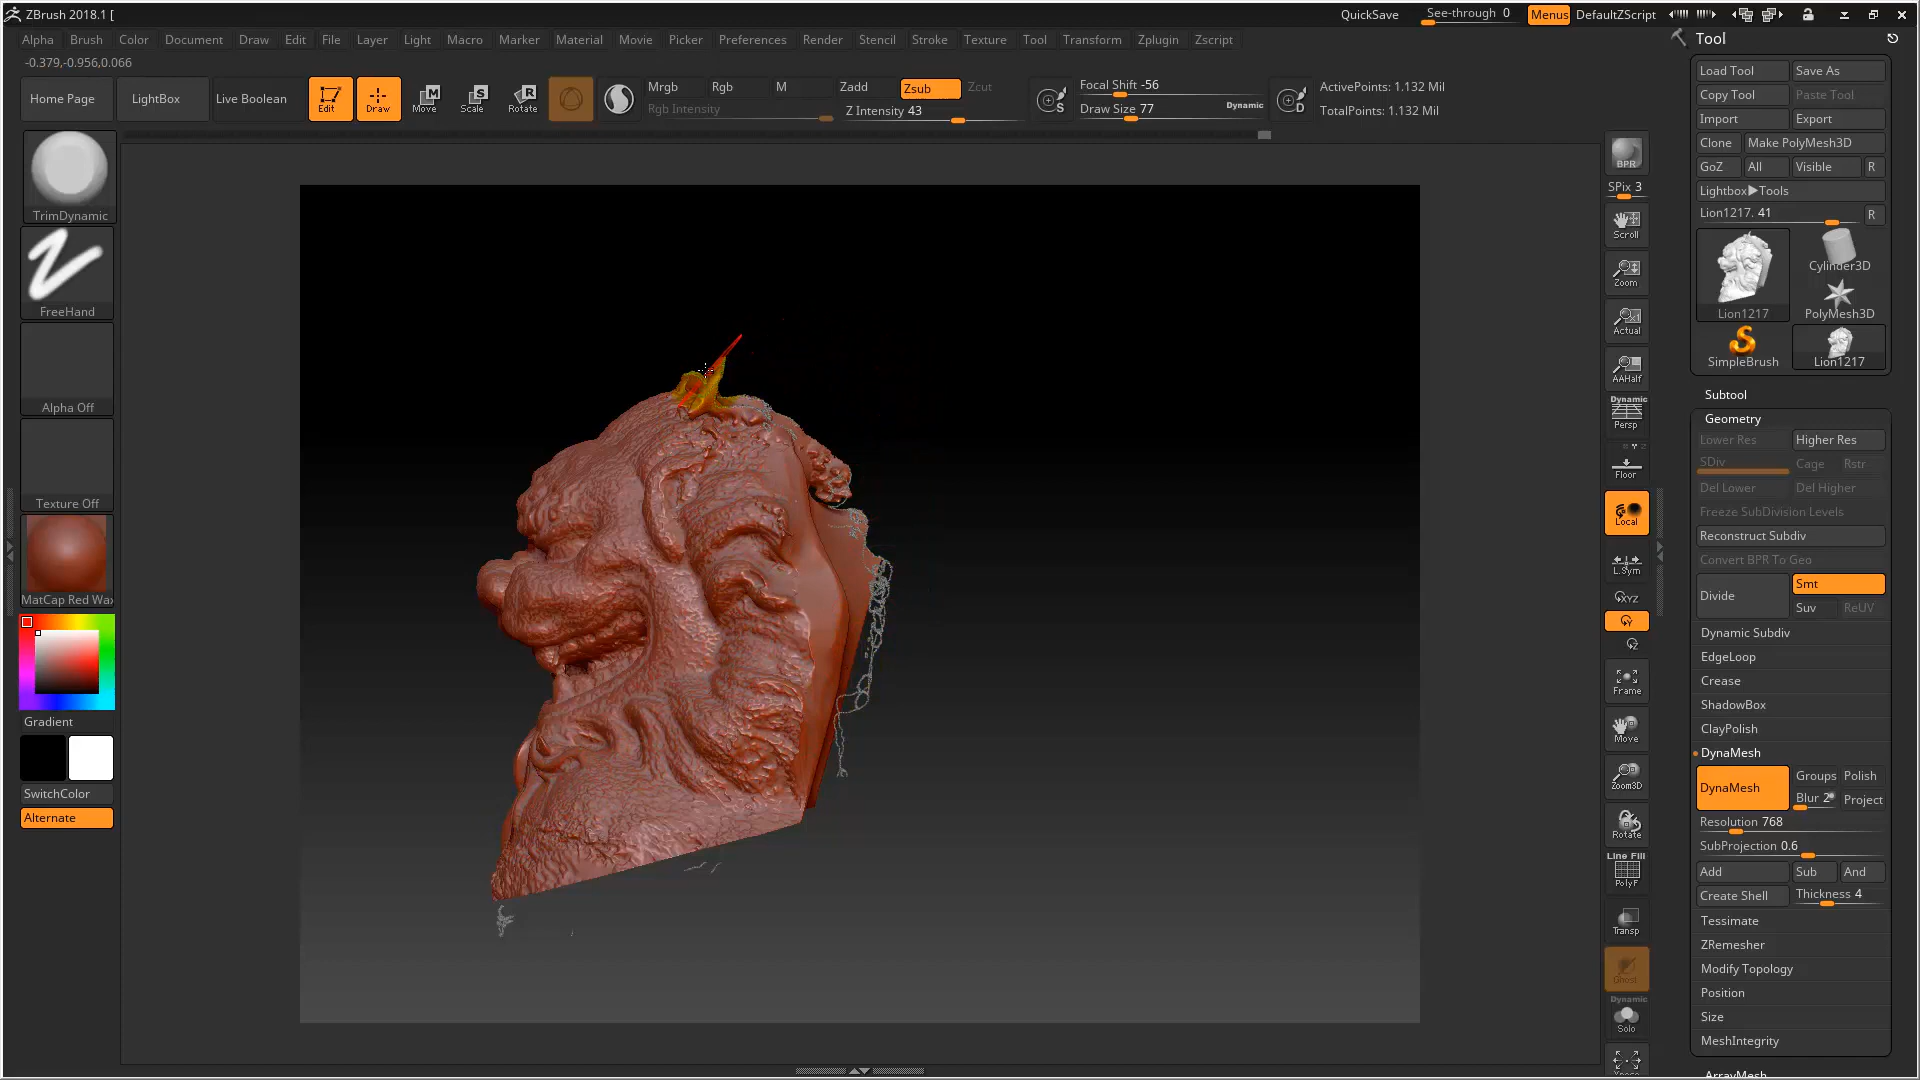 ZBrush 2018.1 [
QuickSave See-through 0 Menus DefaultZScript
Alpha Brush Color Document Draw Edit File Layer Light Macro Marker Material Movie Picker Preferences Render Stencil Stroke Texture Tool Transform Zplugin Zscript
-0.379,-0.956,0.066
Home Page LightBox Live Boolean Edit Draw Move Scale Rotate
Mrgb Rgb M Zadd Zsub Zcut
Rgb Intensity Z Intensity 43
Focal Shift -56
Draw Size 77 Dynamic
ActivePoints: 1.132 Mil
TotalPoints: 1.132 Mil
TrimDynamic
FreeHand
Alpha Off
Texture Off
MatCap Red Wax
Gradient
SwitchColor
Alternate
BPR
SPix 3
Scroll
Zoom
Actual
AAHalf
Dynamic
Persp
Floor
Local
L.Sym
XYZ
Y
Z
Frame
Move
Zoom3D
Rotate
Line Fill
PolyF
Transp
Ghost
Dynamic
Solo
Tool
Load Tool Save As
Copy Tool Paste Tool
Import Export
Clone Make PolyMesh3D
GoZ All Visible R
Lightbox▶Tools
Lion1217. 41 R
Lion1217 Cylinder3D
PolyMesh3D
SimpleBrush Lion1217
Subtool
Geometry
Lower Res Higher Res
SDiv Cage Rstr
Del Lower Del Higher
Freeze SubDivision Levels
Reconstruct Subdiv
Convert BPR To Geo
Divide Smt
Suv ReUV
Dynamic Subdiv
EdgeLoop
Crease
ShadowBox
ClayPolish
DynaMesh
DynaMesh Groups Polish
Blur 2 Project
Resolution 768
SubProjection 0.6
Add Sub And
Create Shell Thickness 4
Tessimate
ZRemesher
Modify Topology
Position
Size
MeshIntegrity
ArrayMesh